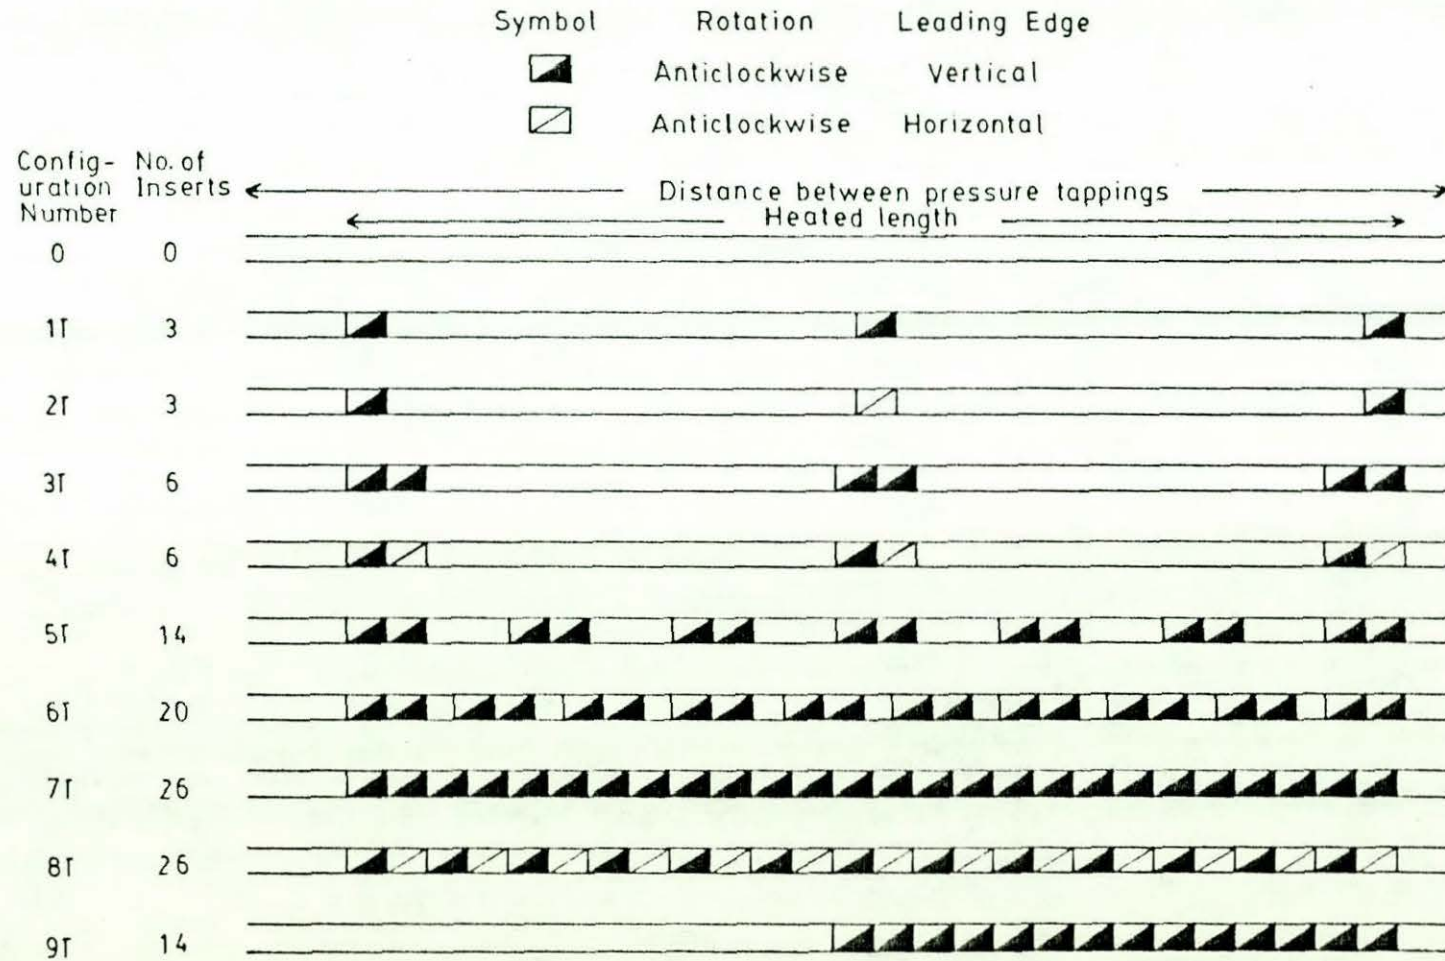 Symbol Rotation Leading Edge
Anticlockwise Vertical
Anticlockwise Horizontal
Config- No. of
uration Inserts
Number
Distance between pressure tappings
Heated length
0 0
1T 3
2T 3
3T 6
4T 6
5T 14
6T 20
7T 26
8T 26
9T 14